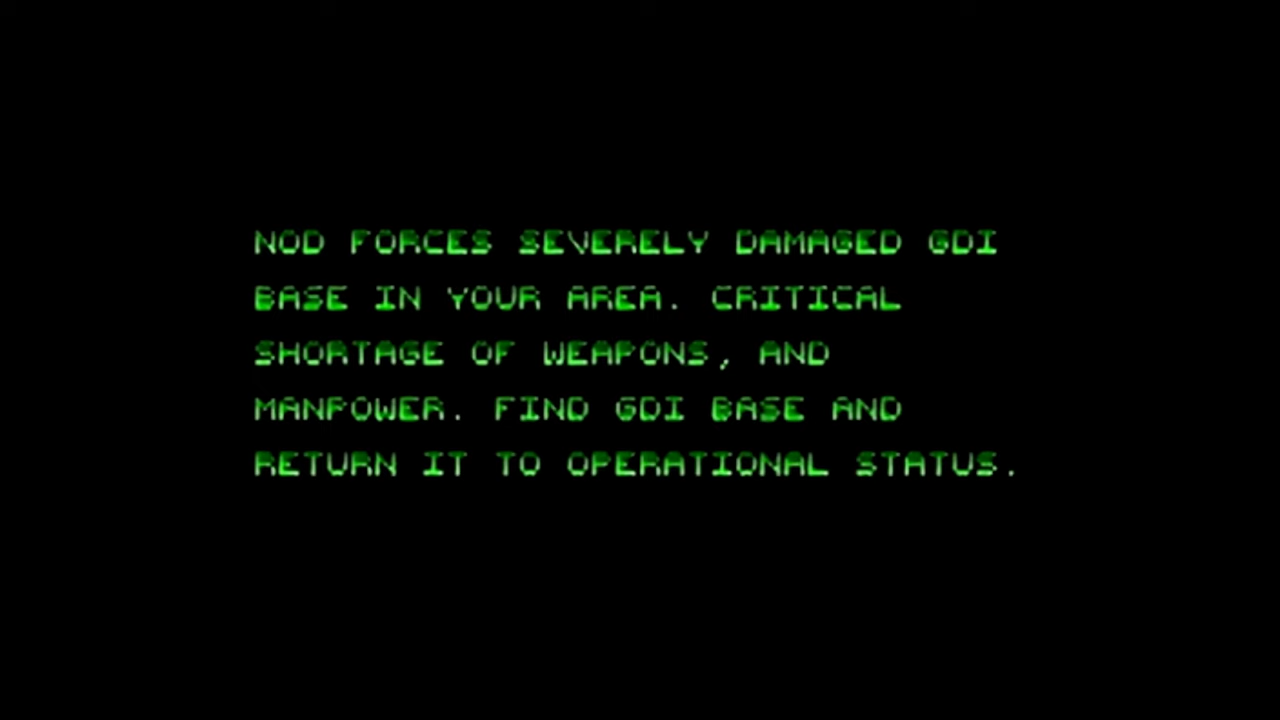 NOD FORCES SEVERELY DAMAGED GDI
BASE IN YOUR AREA. CRITICAL
SHORTAGE OF WEAPONS, AND
MANPOWER. FIND GDI BASE AND
RETURN IT TO OPERATIONAL STATUS.